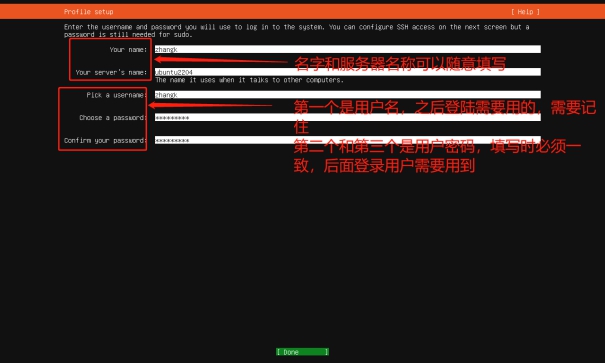 Profile setup [ Help ]
Enter the username and password you will use to log in to the system. You can configure SSH access on the next screen but a
password is still needed for sudo.
Your name: zhangk
名字和服务器名称可以随意填写
Your server's name: ubuntu2204
The name it uses when it talks to other computers.
Pick a username: zhangk
第一个是用户名，之后登陆需要用的，需要记
住
Choose a password: *********
第二个和第三个是用户密码，填写时必须一
致，后面登录用户需要用到
Confirm your password: *********
[ Done ]